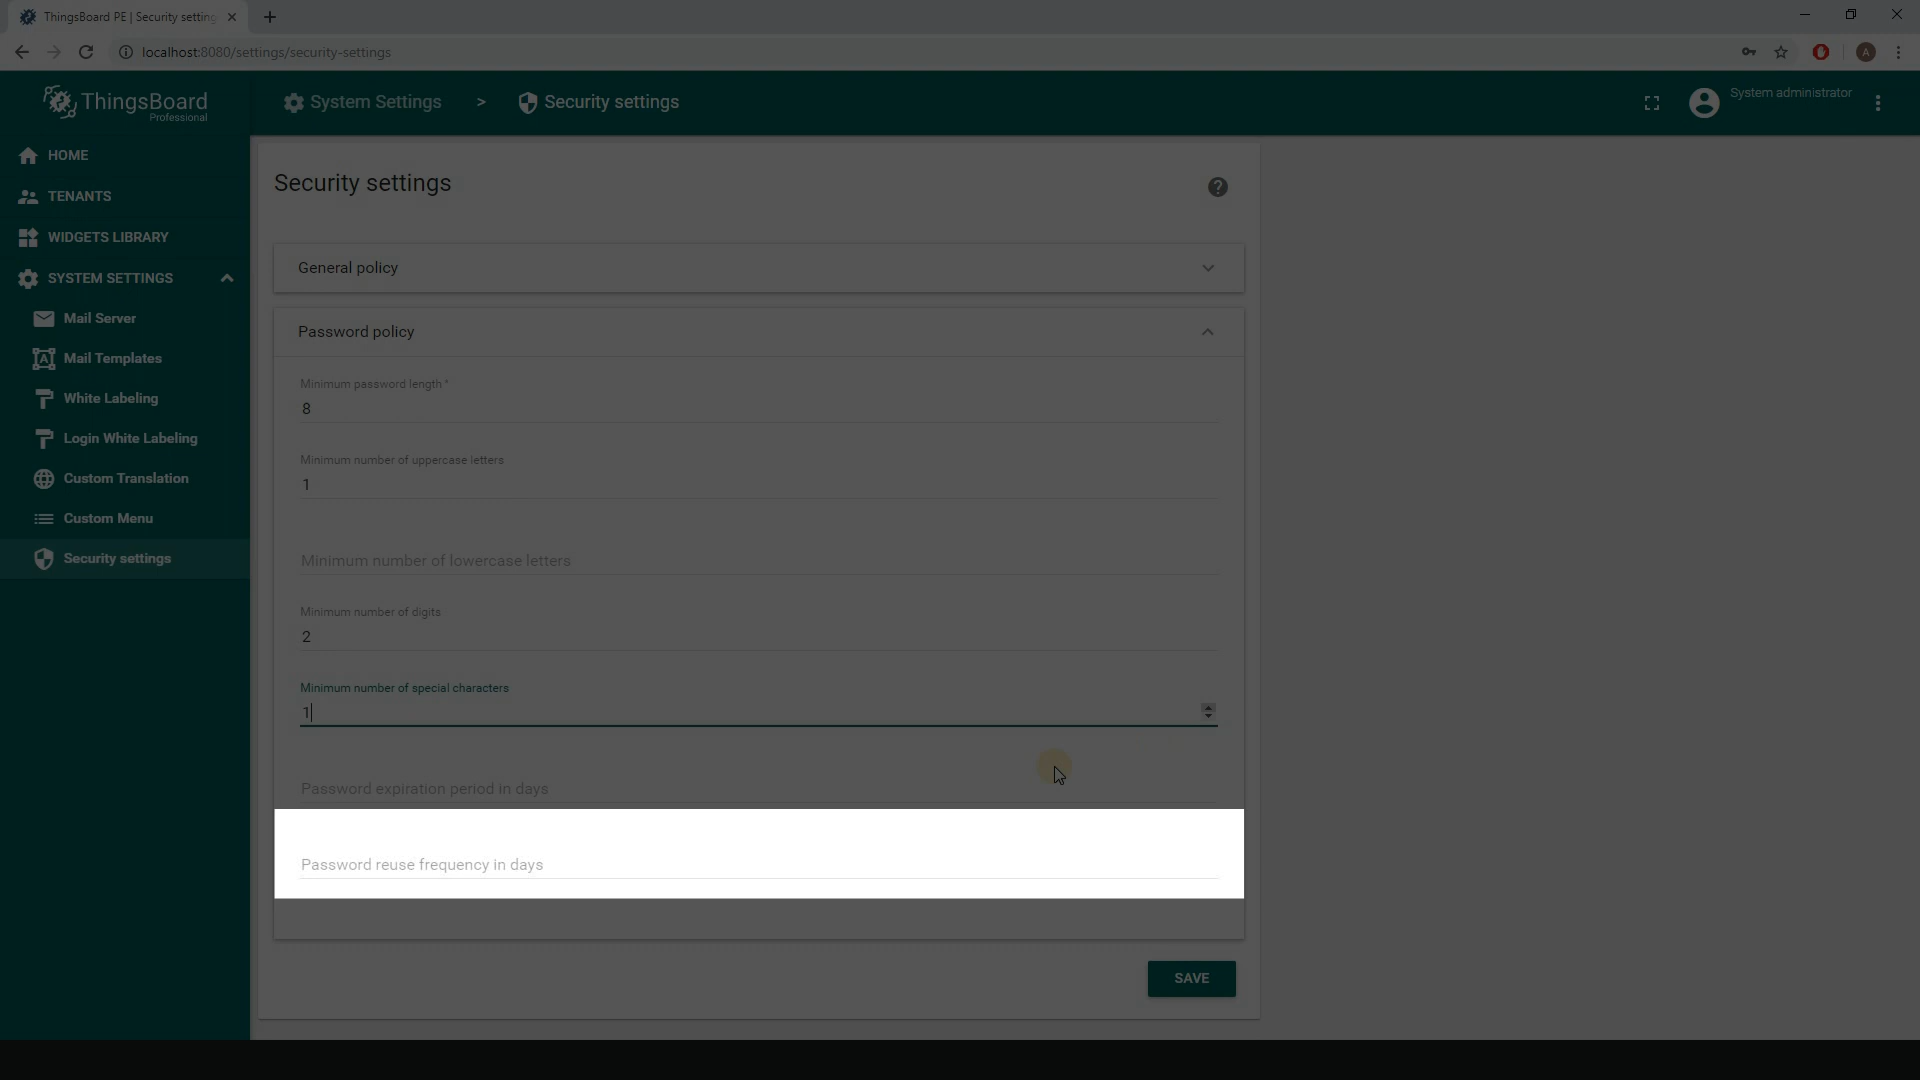 ThingsBoard PE | Security setting
localhost:8080/settings/security-settings
A
ThingsBoard
Professional
System Settings > Security settings
System administrator
HOME
TENANTS
WIDGETS LIBRARY
SYSTEM SETTINGS
Mail Server
Mail Templates
White Labeling
Login White Labeling
Custom Translation
Custom Menu
Security settings
Security settings
General policy
Password policy
Minimum password length *
8
Minimum number of uppercase letters
1
Minimum number of lowercase letters
Minimum number of digits
2
Minimum number of special characters
1
Password expiration period in days
Password reuse frequency in days
SAVE